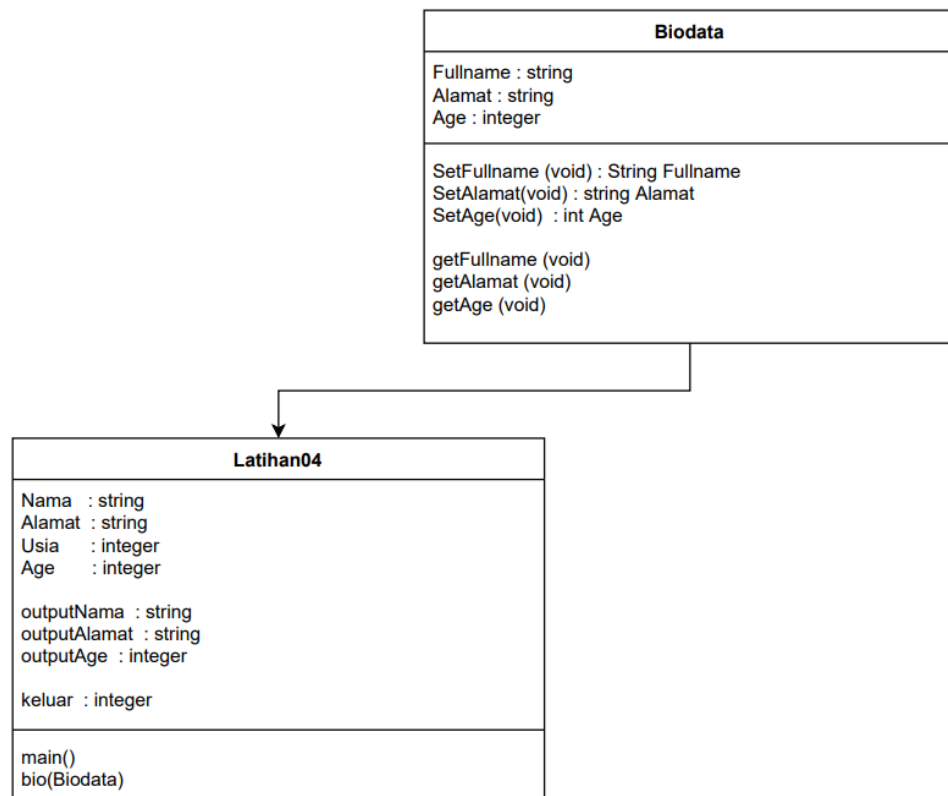 Biodata
Fullname : string
Alamat : string
Age : integer
SetFullname (void) : String Fullname
SetAlamat(void) : string Alamat
SetAge(void) : int Age
getFullname (void)
getAlamat (void)
getAge (void)
Latihan04
Nama : string
Alamat : string
Usia : integer
Age : integer
outputNama : string
outputAlamat : string
outputAge : integer
keluar : integer
main()
bio(Biodata)